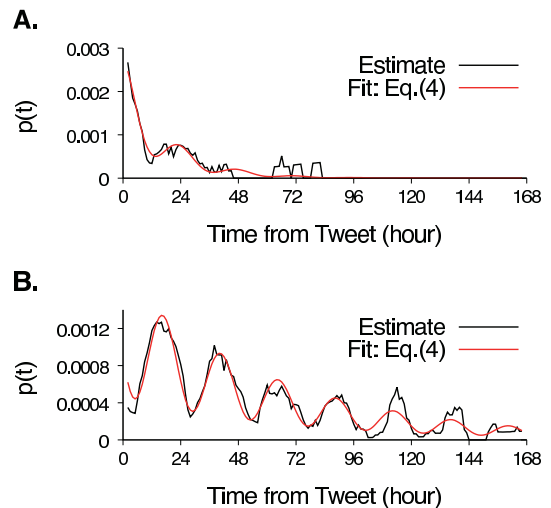 A.
0.003
0.002
0.001
0
p(t)
Estimate
Fit: Eq.(4)
0 24 48 72 96 120 144 168
Time from Tweet (hour)
B.
0.0012
0.0008
0.0004
0
p(t)
Estimate
Fit: Eq.(4)
0 24 48 72 96 120 144 168
Time from Tweet (hour)